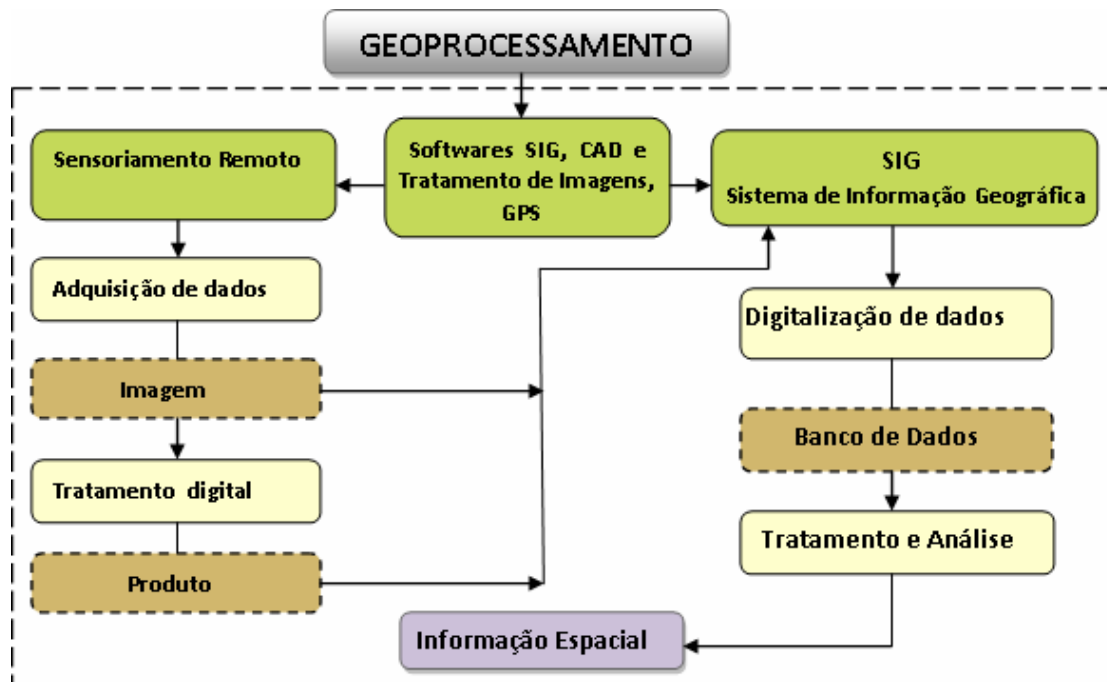 GEOPROCESSAMENTO
Sensoriamento Remoto
Softwares SIG, CAD e
Tratamento de Imagens,
GPS
SIG
Sistema de Informação Geográfica
Adquisição de dados
Imagem
Tratamento digital
Produto
Digitalização de dados
Banco de Dados
Tratamento e Análise
Informação Espacial